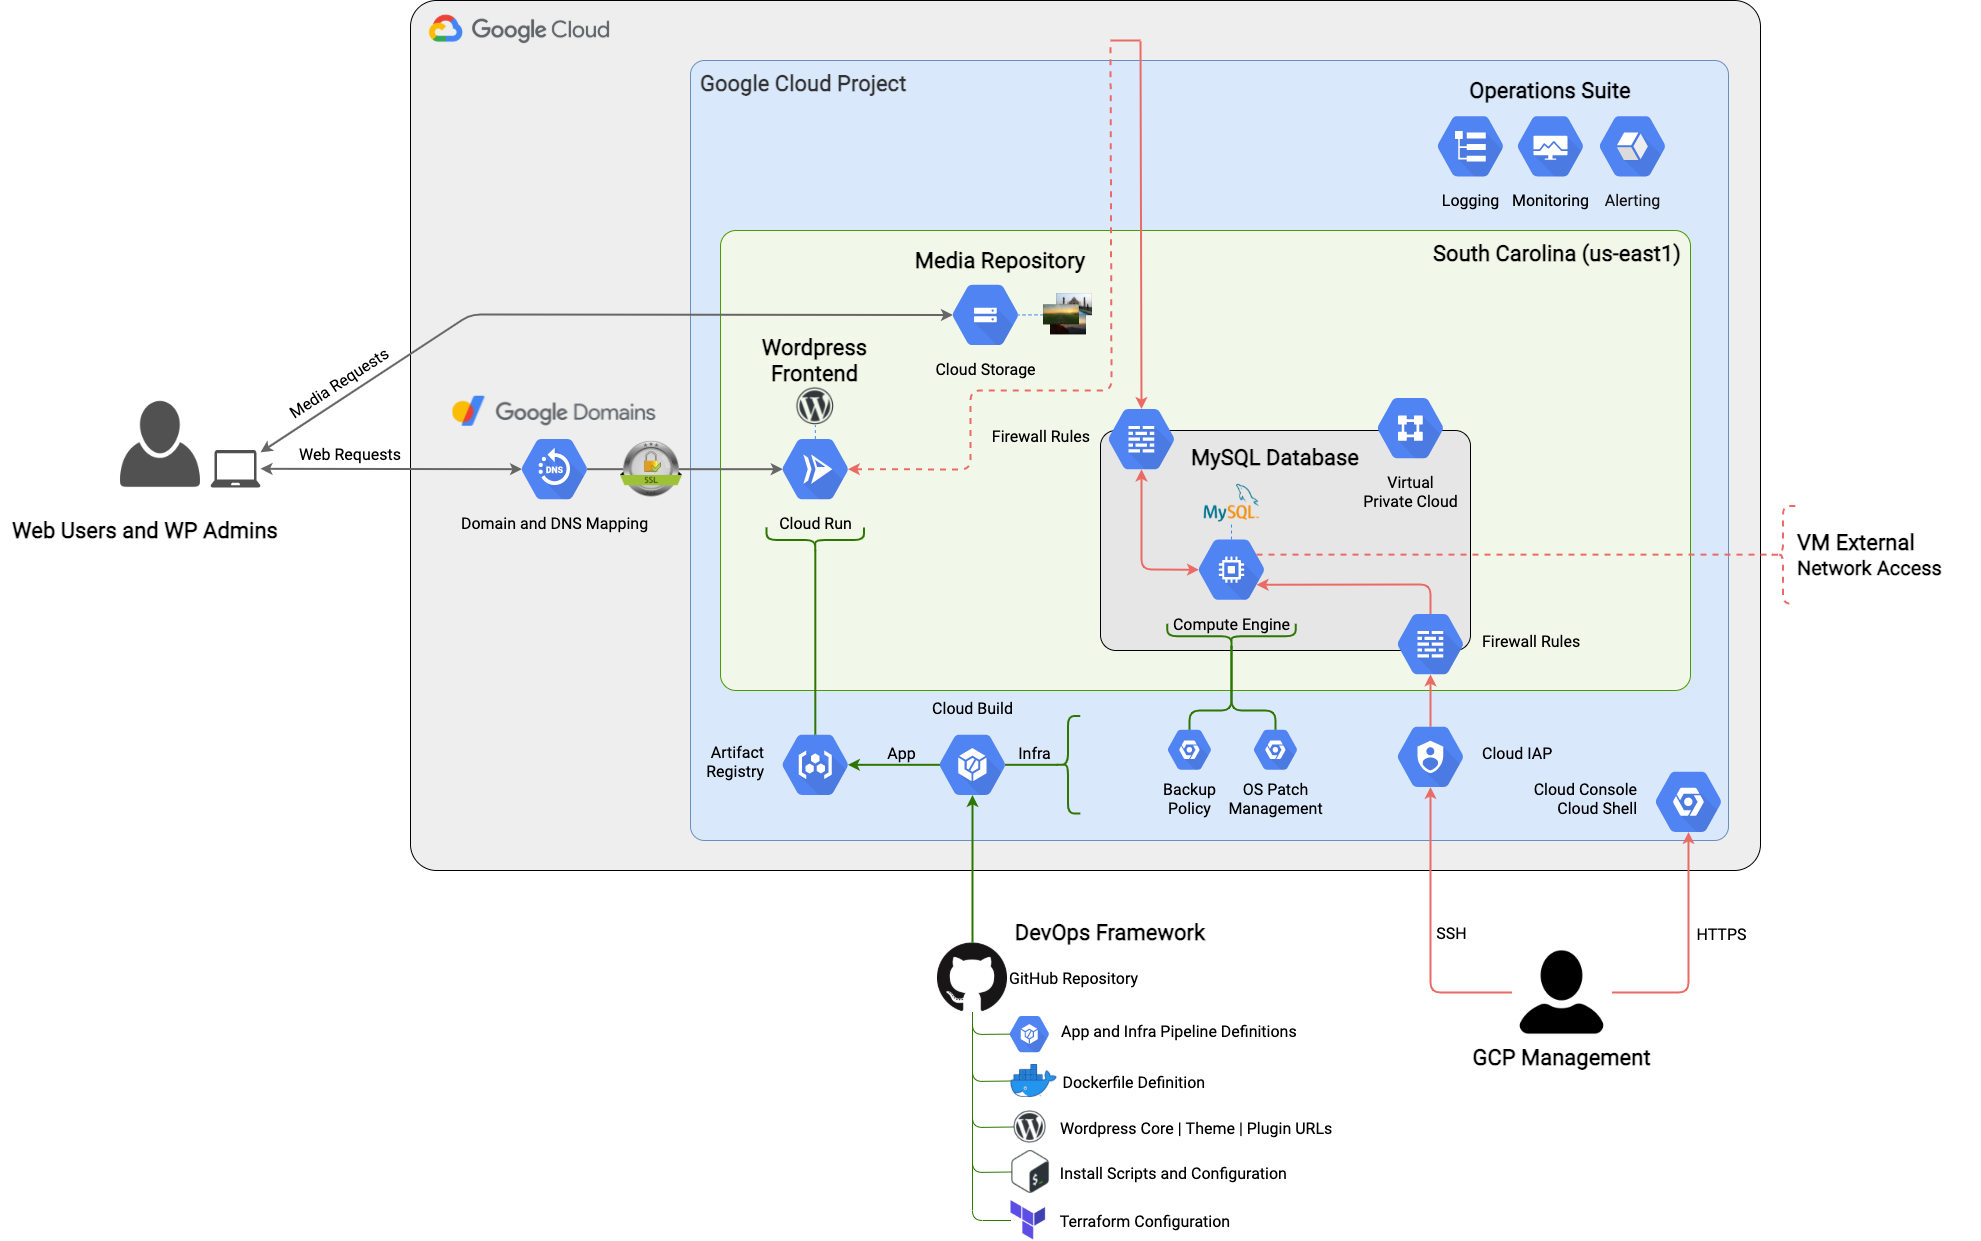 Google Cloud
Google Cloud Project
Operations Suite
Logging
Monitoring
Alerting
South Carolina (us-east1)
Media Repository
Cloud Storage
Wordpress
Frontend
Media Requests
Google Domains
Web Requests
DNS
SSL
Domain and DNS Mapping
Cloud Run
Web Users and WP Admins
Firewall Rules
MySQL Database
MySQL
Virtual
Private Cloud
Compute Engine
VM External
Network Access
Firewall Rules
Cloud Build
Artifact
Registry
App
Infra
Backup
Policy
OS Patch
Management
Cloud IAP
Cloud Console
Cloud Shell
SSH
HTTPS
GCP Management
DevOps Framework
GitHub Repository
App and Infra Pipeline Definitions
Dockerfile Definition
Wordpress Core | Theme | Plugin URLs
Install Scripts and Configuration
Terraform Configuration